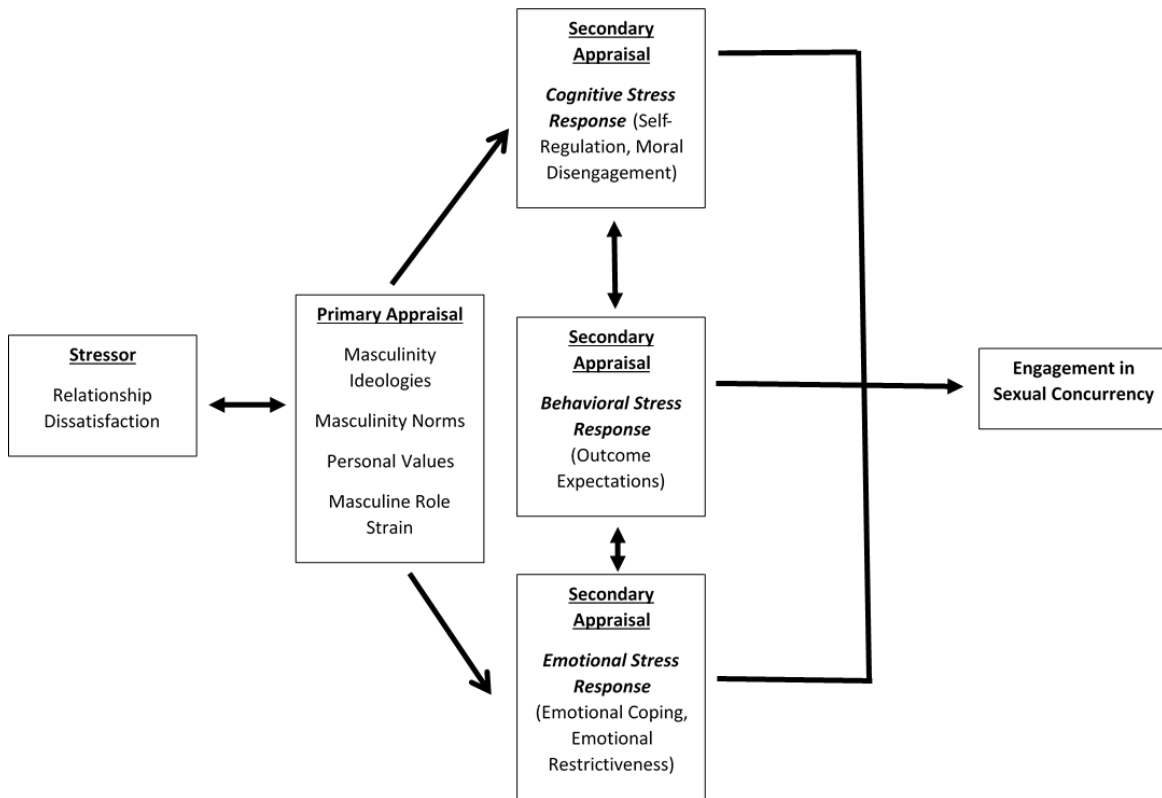 Stressor
Relationship
Dissatisfaction
Primary Appraisal
Masculinity
Ideologies
Masculinity Norms
Personal Values
Masculine Role
Strain
Secondary
Appraisal
Cognitive Stress
Response (Self-
Regulation, Moral
Disengagement)
Secondary
Appraisal
Behavioral Stress
Response
(Outcome
Expectations)
Secondary
Appraisal
Emotional Stress
Response
(Emotional Coping,
Emotional
Restrictiveness)
Engagement in
Sexual Concurrency